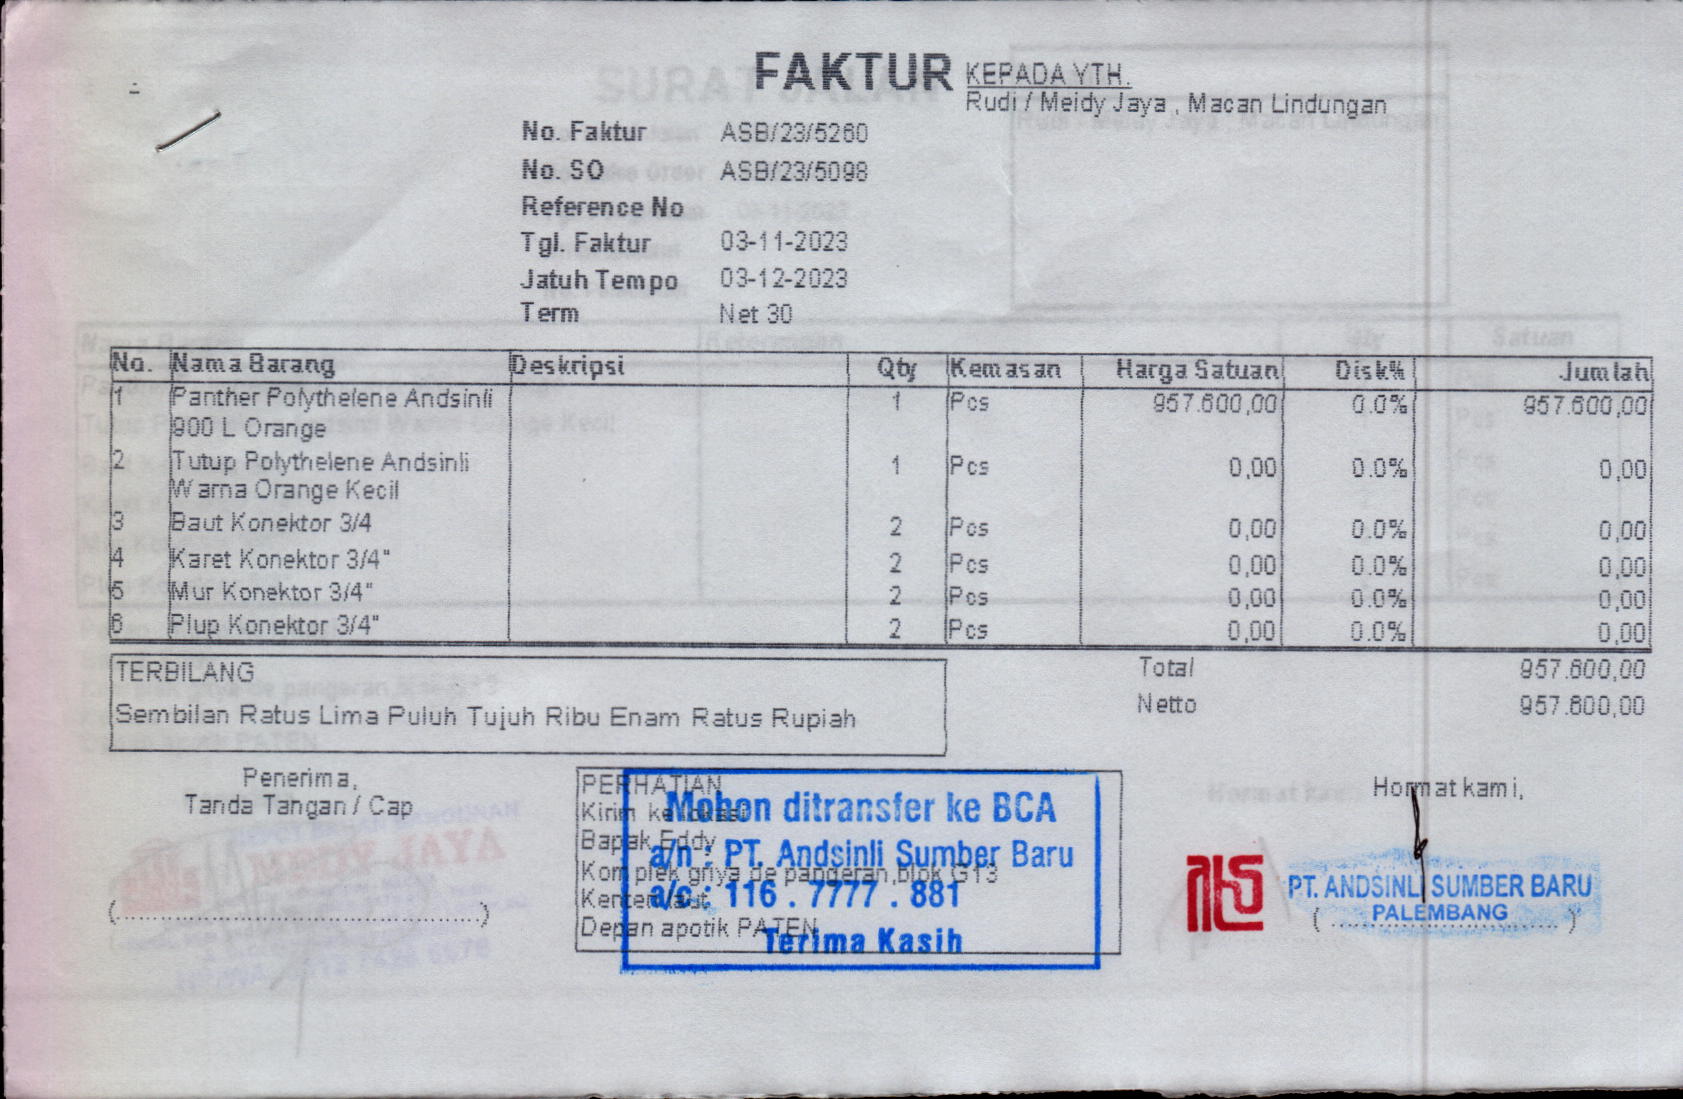 FAKTUR
KEPADA YTH.
Rudi / Meidy Jaya , Macan Lindungan
No. Faktur ASB/23/5260
No. SO ASB/23/5098
Reference No
Tgl. Faktur 03-11-2023
Jatuh Tempo 03-12-2023
Term Net 30
No. Nama Barang Deskripsi Qty Kemasan Harga Satuan Disk% Jumlah
1 Panther Polythelene Andsinli 1 Pcs 957.600,00 0.0% 957.600,00
900 L Orange
2 Tutup Polythelene Andsinli 1 Pcs 0,00 0.0% 0,00
Warna Orange Kecil
3 Baut Konektor 3/4 2 Pcs 0,00 0.0% 0,00
4 Karet Konektor 3/4" 2 Pcs 0,00 0.0% 0,00
5 Mur Konektor 3/4" 2 Pcs 0,00 0.0% 0,00
6 Plup Konektor 3/4" 2 Pcs 0,00 0.0% 0,00
TERBILANG
Sembilan Ratus Lima Puluh Tujuh Ribu Enam Ratus Rupiah
Total 957.600,00
Netto 957.600,00
Penerima,
Tanda Tangan / Cap
PERHATIAN
Kirim ke lokasi
Bapak Eddy
Komplek griya de pangeran,blok G13
Kenten laut
Depan apotik PATEN
Mohon ditransfer ke BCA
a/n : PT. Andsinli Sumber Baru
a/c : 116 . 7777 . 881
Terima Kasih
Hormat kami,
PT. ANDSINLI SUMBER BARU
PALEMBANG